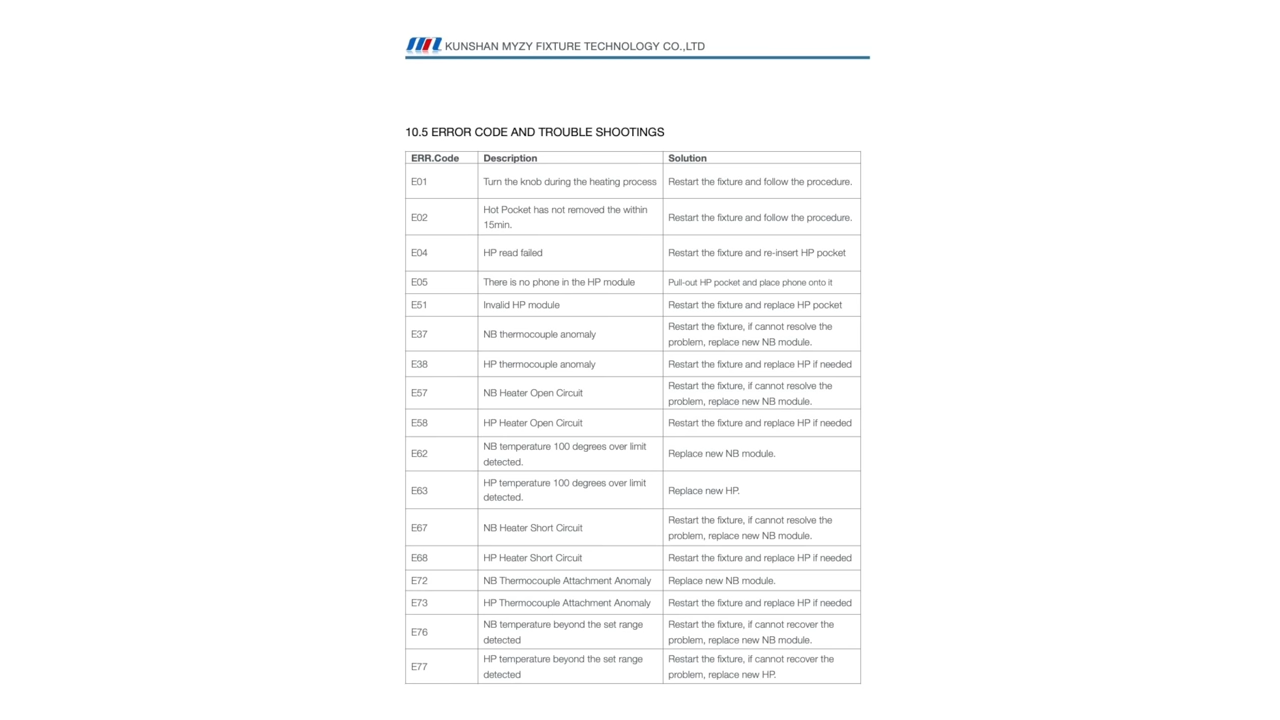 KUNSHAN MYZY FIXTURE TECHNOLOGY CO.,LTD
10.5 ERROR CODE AND TROUBLE SHOOTINGS
ERR.Code Description Solution
E01 Turn the knob during the heating process Restart the fixture and follow the procedure.
E02 Hot Pocket has not removed the within 15min. Restart the fixture and follow the procedure.
E04 HP read failed Restart the fixture and re-insert HP pocket
E05 There is no phone in the HP module Pull-out HP pocket and place phone onto it
E51 Invalid HP module Restart the fixture and replace HP pocket
E37 NB thermocouple anomaly Restart the fixture, if cannot resolve the problem, replace new NB module.
E38 HP thermocouple anomaly Restart the fixture and replace HP if needed
E57 NB Heater Open Circuit Restart the fixture, if cannot resolve the problem, replace new NB module.
E58 HP Heater Open Circuit Restart the fixture and replace HP if needed
E62 NB temperature 100 degrees over limit detected. Replace new NB module.
E63 HP temperature 100 degrees over limit detected. Replace new HP.
E67 NB Heater Short Circuit Restart the fixture, if cannot resolve the problem, replace new NB module.
E68 HP Heater Short Circuit Restart the fixture and replace HP if needed
E72 NB Thermocouple Attachment Anomaly Replace new NB module.
E73 HP Thermocouple Attachment Anomaly Restart the fixture and replace HP if needed
E76 NB temperature beyond the set range detected Restart the fixture, if cannot recover the problem, replace new NB module.
E77 HP temperature beyond the set range detected Restart the fixture, if cannot recover the problem, replace new HP.